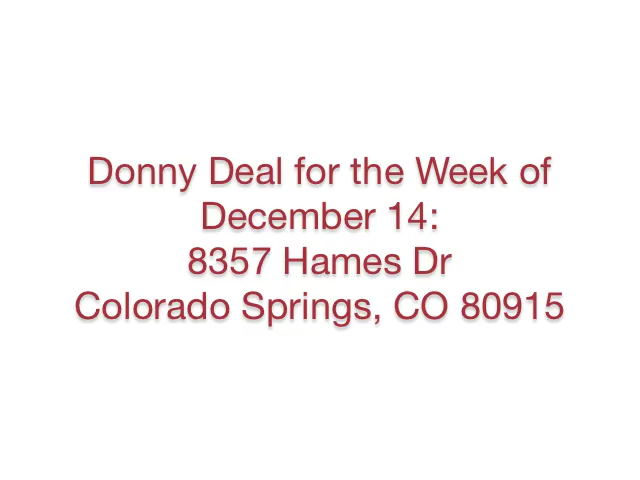 Donny Deal for the Week of
December 14:
8357 Hames Dr
Colorado Springs, CO 80915